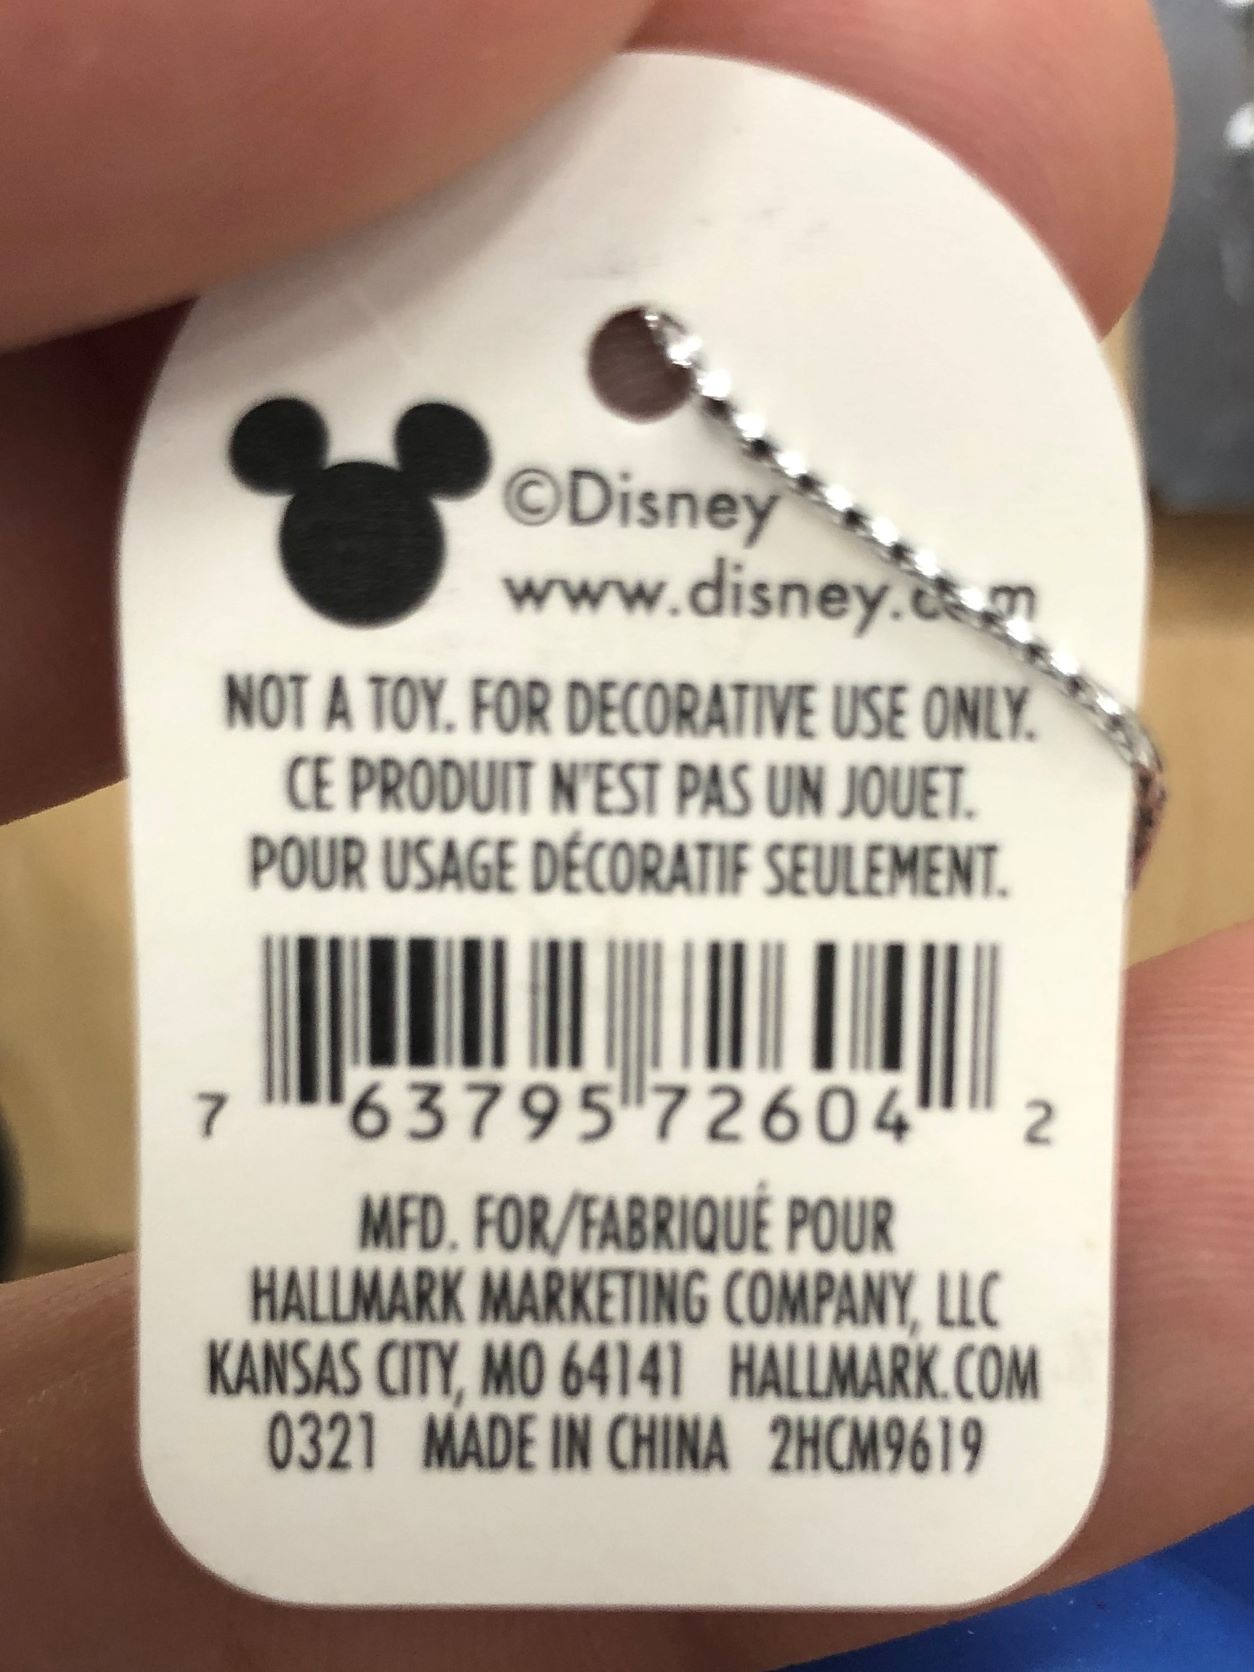 ©Disney
www.disney.com
NOT A TOY. FOR DECORATIVE USE ONLY.
CE PRODUIT N'EST PAS UN JOUET.
POUR USAGE DÉCORATIF SEULEMENT.
7 63795 72604 2
MFD. FOR/FABRIQUÉ POUR
HALLMARK MARKETING COMPANY, LLC
KANSAS CITY, MO 64141 HALLMARK.COM
0321 MADE IN CHINA 2HCM9619